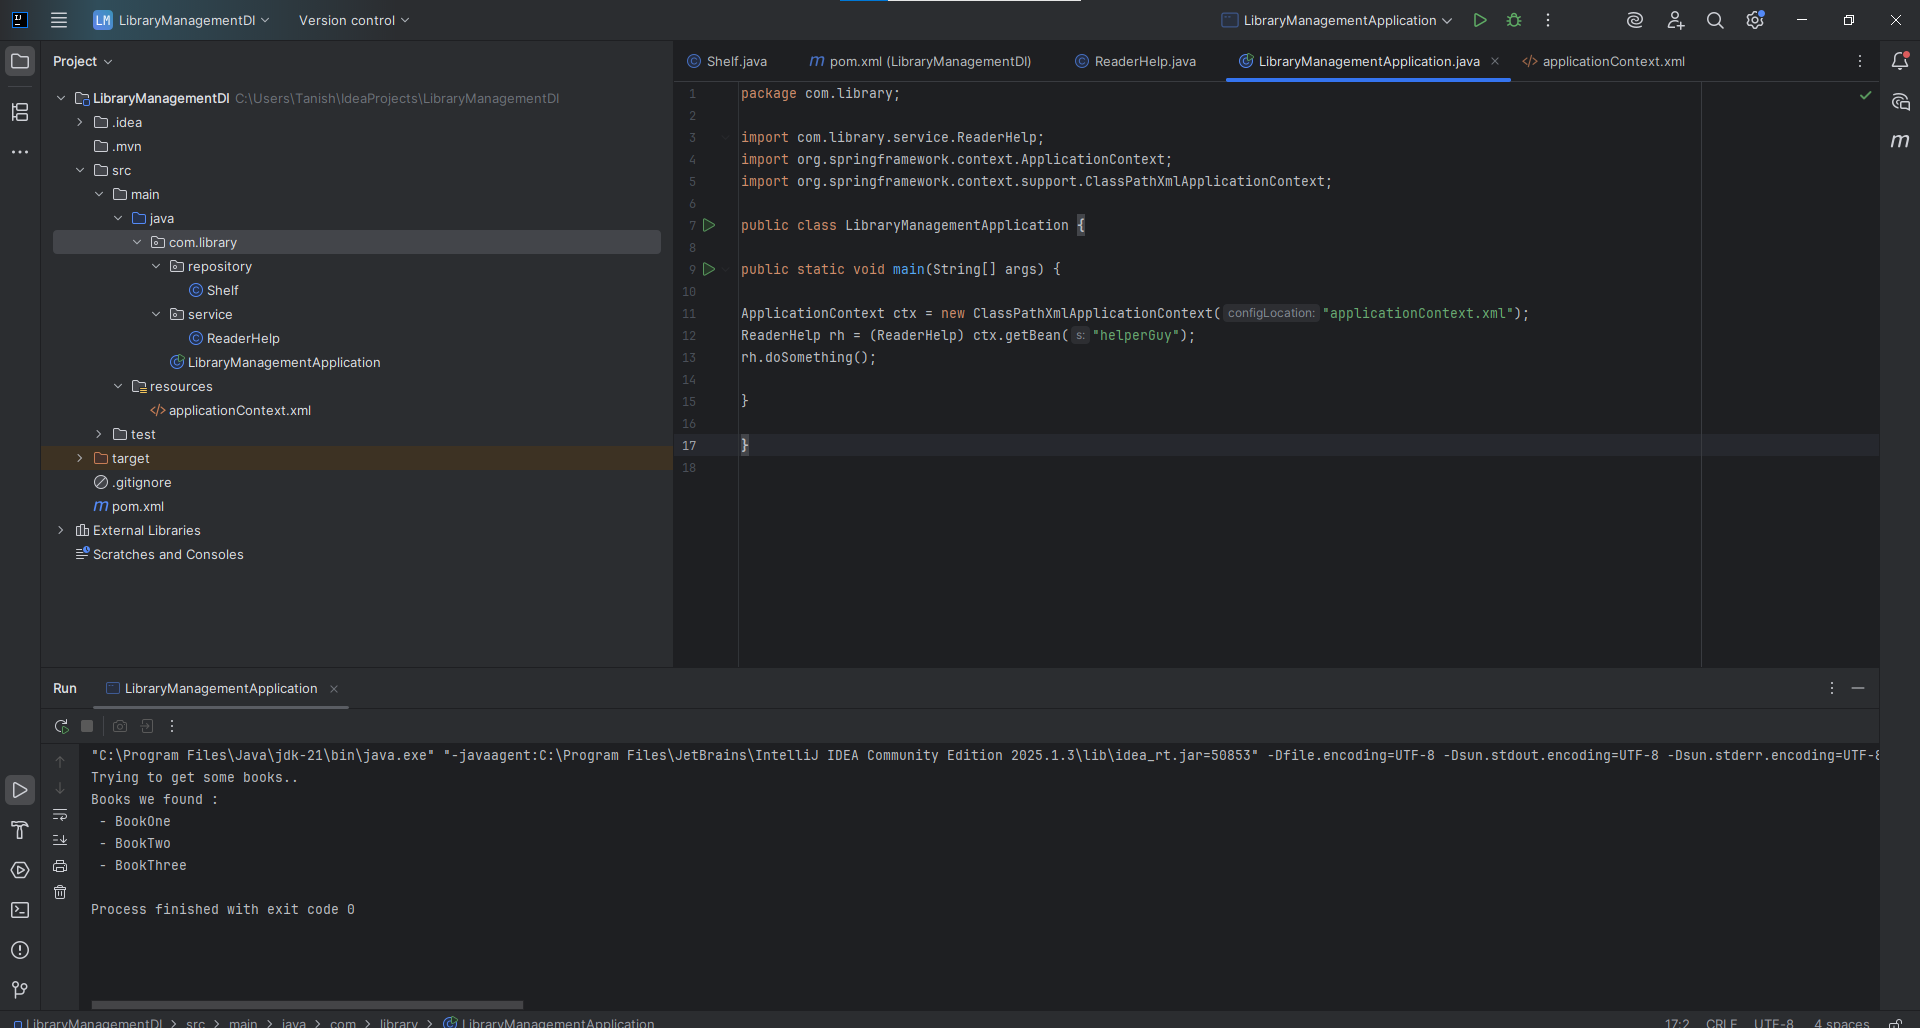 LM LibraryManagementDI Version control LibraryManagementApplication
Project
Shelf.java pom.xml (LibraryManagementDI) ReaderHelp.java LibraryManagementApplication.java applicationContext.xml
LibraryManagementDI C:\Users\Tanish\IdeaProjects\LibraryManagementDI
.idea
.mvn
src
main
java
com.library
repository
Shelf
service
ReaderHelp
LibraryManagementApplication
resources
applicationContext.xml
test
target
.gitignore
pom.xml
External Libraries
Scratches and Consoles
1 package com.library;
2
3 import com.library.service.ReaderHelp;
4 import org.springframework.context.ApplicationContext;
5 import org.springframework.context.support.ClassPathXmlApplicationContext;
6
7 public class LibraryManagementApplication {
8
9 public static void main(String[] args) {
10
11 ApplicationContext ctx = new ClassPathXmlApplicationContext( configLocation: "applicationContext.xml");
12 ReaderHelp rh = (ReaderHelp) ctx.getBean( s: "helperGuy");
13 rh.doSomething();
14
15 }
16
17 }
18
Run LibraryManagementApplication
"C:\Program Files\Java\jdk-21\bin\java.exe" "-javaagent:C:\Program Files\JetBrains\IntelliJ IDEA Community Edition 2025.1.3\lib\idea_rt.jar=50853" -Dfile.encoding=UTF-8 -Dsun.stdout.encoding=UTF-8 -Dsun.stderr.encoding=UTF-8
Trying to get some books..
Books we found :
- BookOne
- BookTwo
- BookThree
Process finished with exit code 0
LibraryManagementDI > src > main > java > com > library > LibraryManagementApplication 17:2 CRLF UTF-8 4 spaces